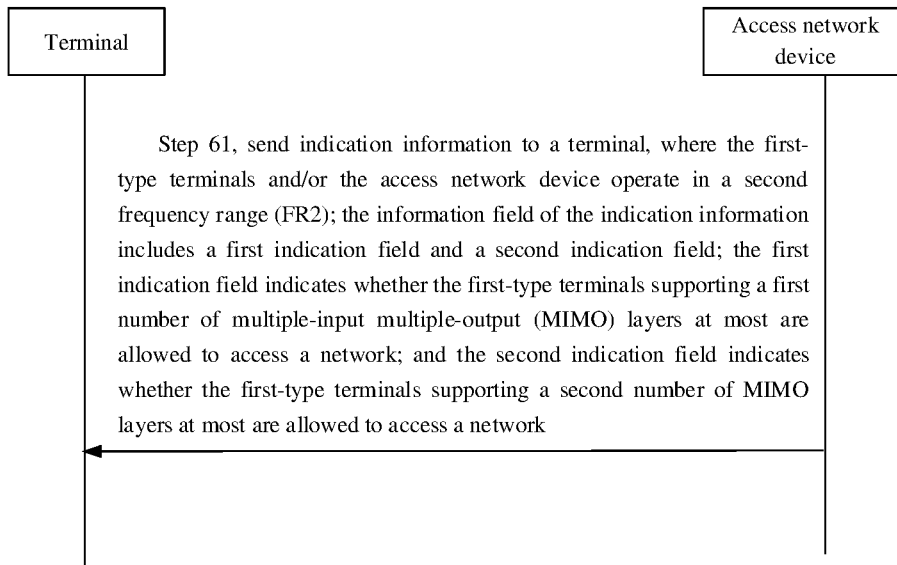 Terminal
Access network
device
Step 61, send indication information to a terminal, where the first-
type terminals and/or the access network device operate in a second
frequency range (FR2); the information field of the indication information
includes a first indication field and a second indication field; the first
indication field indicates whether the first-type terminals supporting a first
number of multiple-input multiple-output (MIMO) layers at most are
allowed to access a network; and the second indication field indicates
whether the first-type terminals supporting a second number of MIMO
layers at most are allowed to access a network